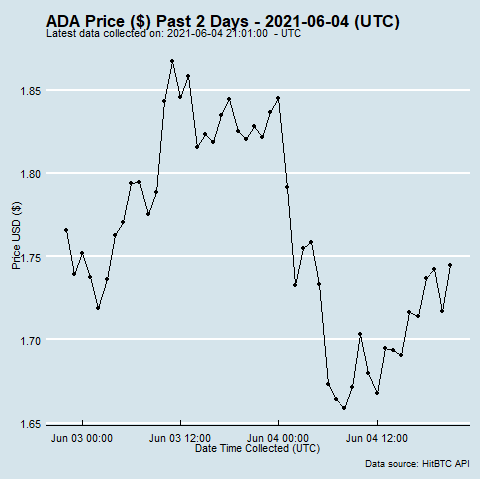 ADA Price ($) Past 2 Days - 2021-06-04 (UTC)
Latest data collected on: 2021-06-04 21:01:00 - UTC
Price USD ($)
1.85
1.80
1.75
1.70
1.65
Jun 03 00:00 Jun 03 12:00 Jun 04 00:00 Jun 04 12:00
Date Time Collected (UTC)
Data source: HitBTC API